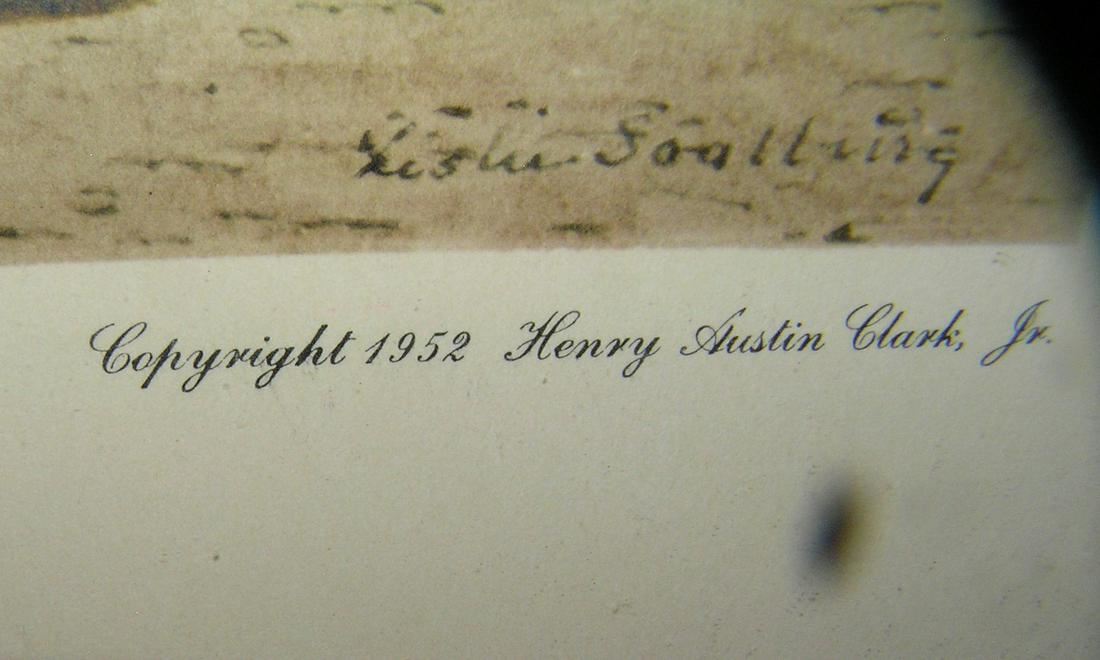 Leslie Saalburg
Copyright 1952 Henry Austin Clark, Jr.